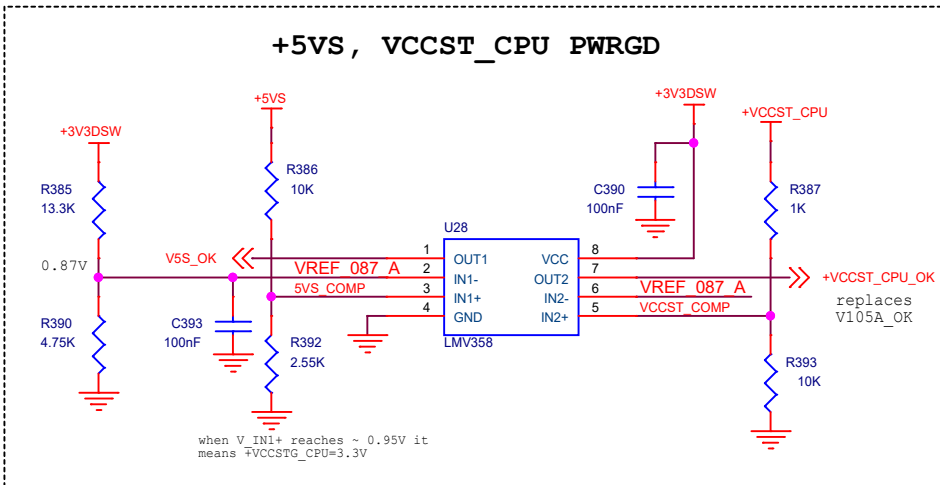 +5VS, VCCST_CPU PWRGD
+5VS
+3V3DSW
+3V3DSW
+VCCST_CPU
R385
13.3K
R386
10K
C390
100nF
R387
1K
U28
V5S_OK
1
OUT1
VCC
8
0.87V
VREF_087_A
2
IN1-
OUT2
7
+VCCST_CPU_OK
5VS_COMP
3
IN1+
IN2-
6
VREF_087_A
replaces
V105A_OK
4
GND
IN2+
5
VCCST_COMP
LMV358
R390
4.75K
C393
100nF
R392
2.55K
R393
10K
when V_IN1+ reaches ~ 0.95V it
means +VCCSTG_CPU=3.3V